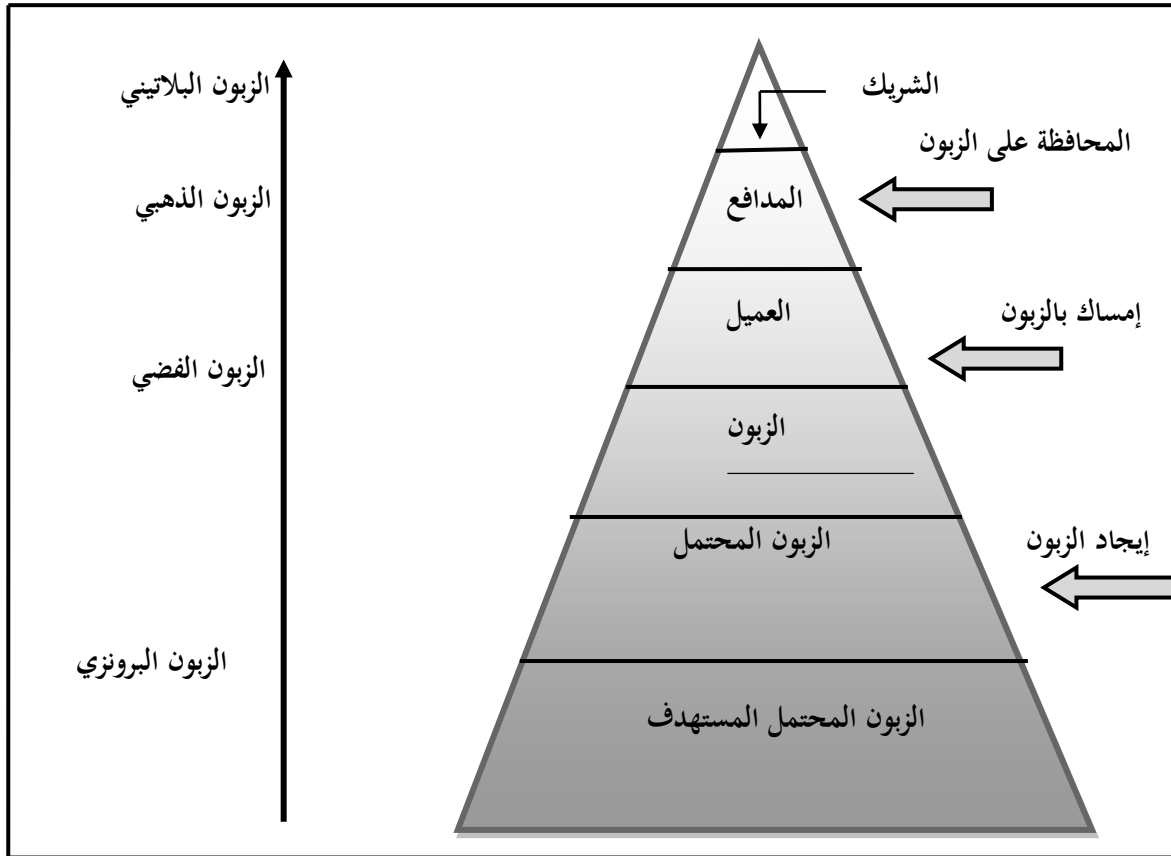 الشريك
الزبون البلاتيني
المحافظة على الزبون
المدافع
الزبون الذهبي
إمساك بالزبون
العميل
الزبون الفضي
الزبون
إيجاد الزبون
الزبون المحتمل
الزبون البرونزي
الزبون المحتمل المستهدف